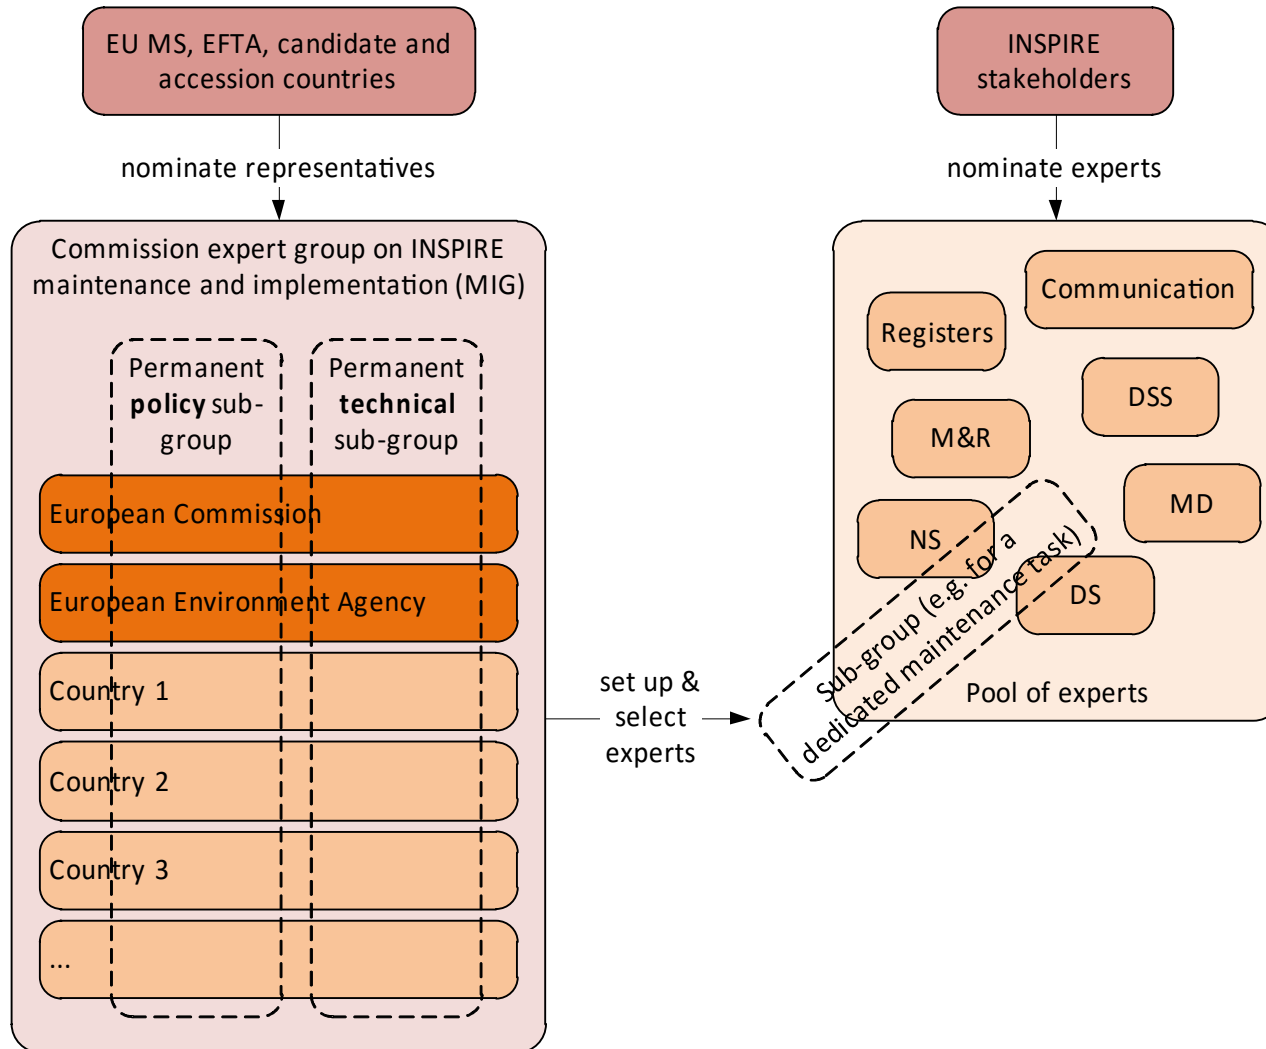 EU MS, EFTA, candidate and
accession countries
nominate representatives
Commission expert group on INSPIRE
maintenance and implementation (MIG)
Permanent
policy sub-
group
Permanent
technical
sub-group
European Commission
European Environment Agency
Country 1
Country 2
Country 3
...
set up &
select
experts
INSPIRE
stakeholders
nominate experts
Communication
Registers
DSS
M&R
MD
NS
DS
Sub-group (e.g. for a
dedicated maintenance task)
Pool of experts